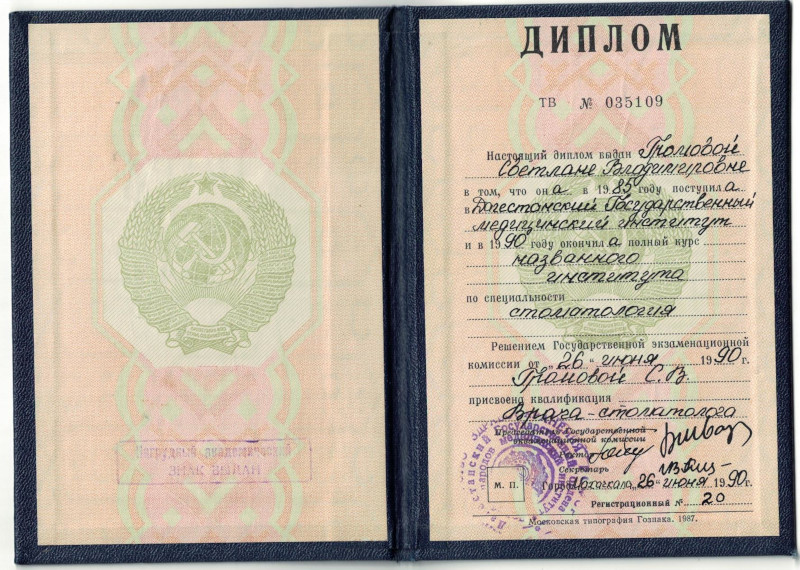 Нагрудный академический
ЗНАК ВЫДАН
ДИПЛОМ
ТВ № 035109
Настоящий диплом выдан Громовой
Светлане Владимировне
в том, что она в 1985 году поступила
в Дагестанский Государственный
медицинский институт
и в 1990 году окончила полный курс
названного
института
по специальности
стоматология
Решением Государственной экзаменационной
комиссии от „26“ июня 1990 г.
Громовой С.В.
присвоена квалификация
Врача-стоматолога
Председатель Государственной
экзаменационной комиссии
Ректор
Секретарь
М. П. Город Махачкала „26“ июня 1990 г.
Регистрационный № 20
Московская типография Гознака. 1987.